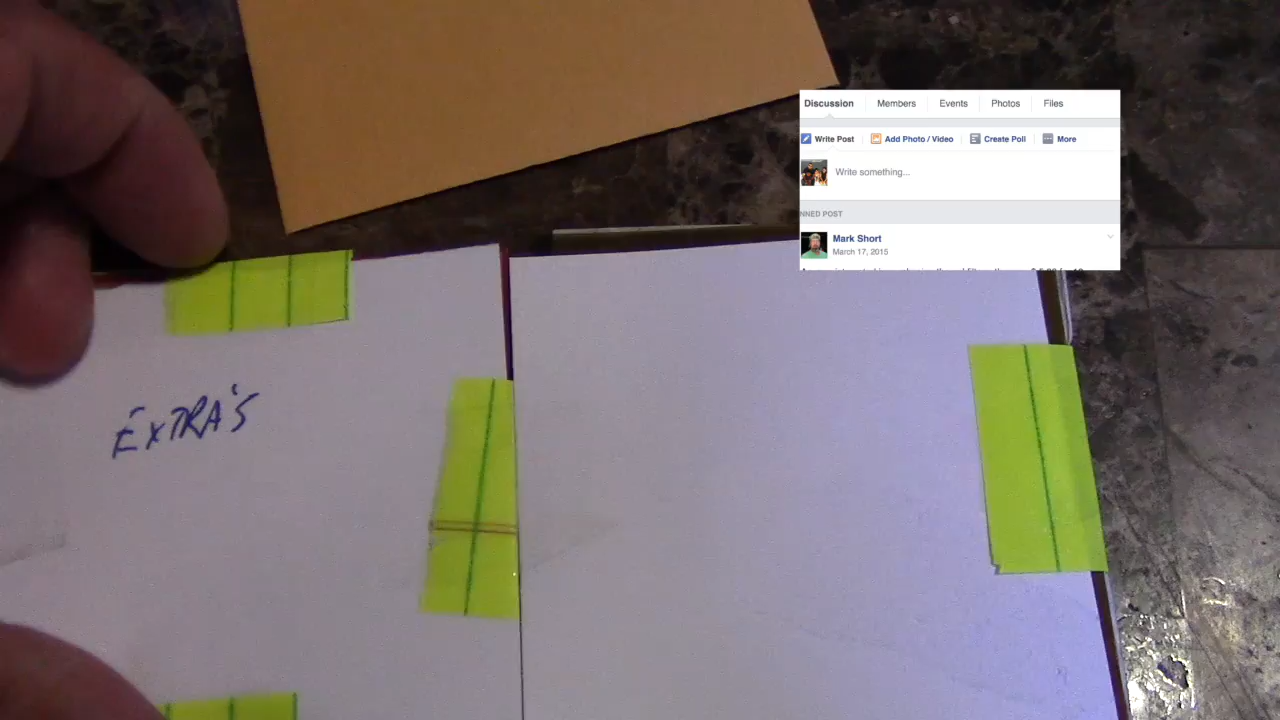 Discussion Members Events Photos Files
Write Post Add Photo / Video Create Poll More
Write something...
NNED POST
Mark Short
March 17, 2015
EXTRA'S